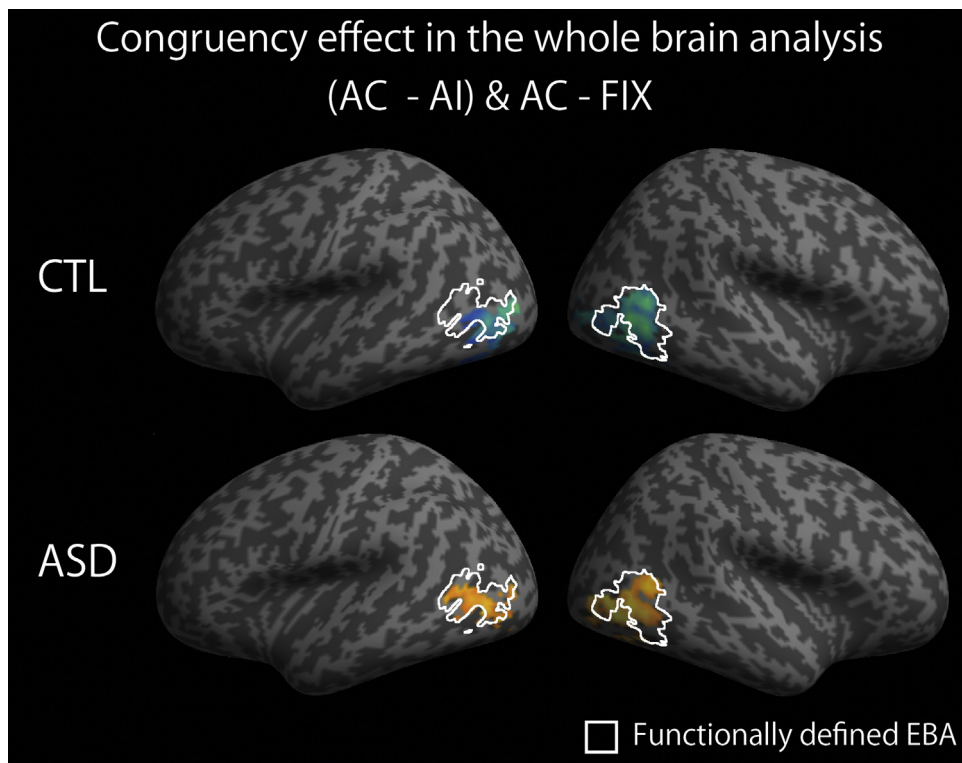 Congruency effect in the whole brain analysis
(AC - AI) & AC - FIX
CTL
ASD
Functionally defined EBA